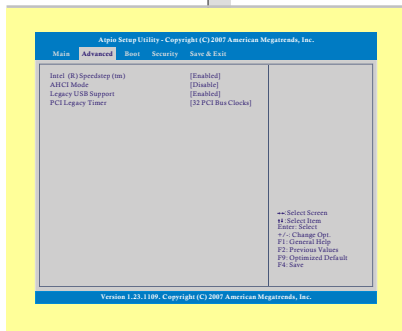 Atpio Setup Utility - Copyright (C) 2007 American Megatrends, Inc.
Main Advanced Boot Security Save & Exit
Intel (R) Speedstep (tm) [Enabled]
AHCI Mode [Disable]
Legacy USB Support [Enabled]
PCI Legacy Timer [32 PCI Bus Clocks]
↔: Select Screen
↕: Select Item
Enter: Select
+/-: Change Opt.
F1: General Help
F2: Previous Values
F9: Optimized Default
F4: Save
Version 1.23.1109. Copyright (C) 2007 American Megatrends, Inc.